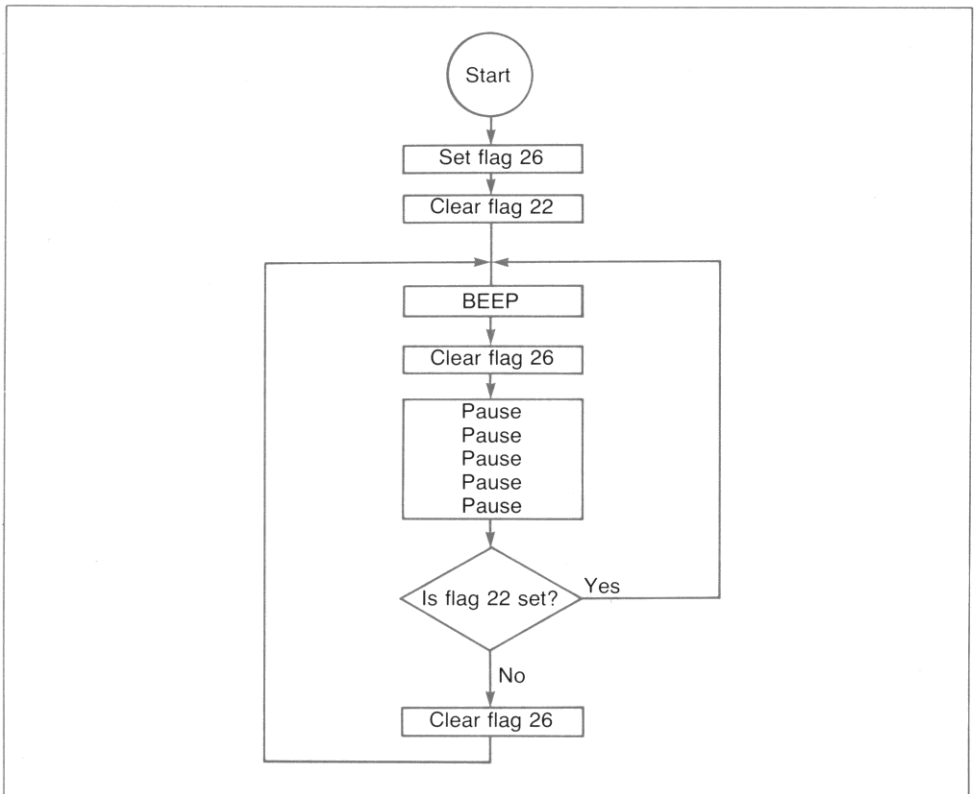 Start
Set flag 26
Clear flag 22
BEEP
Clear flag 26
Pause
Pause
Pause
Pause
Pause
Is flag 22 set?
Yes
No
Clear flag 26